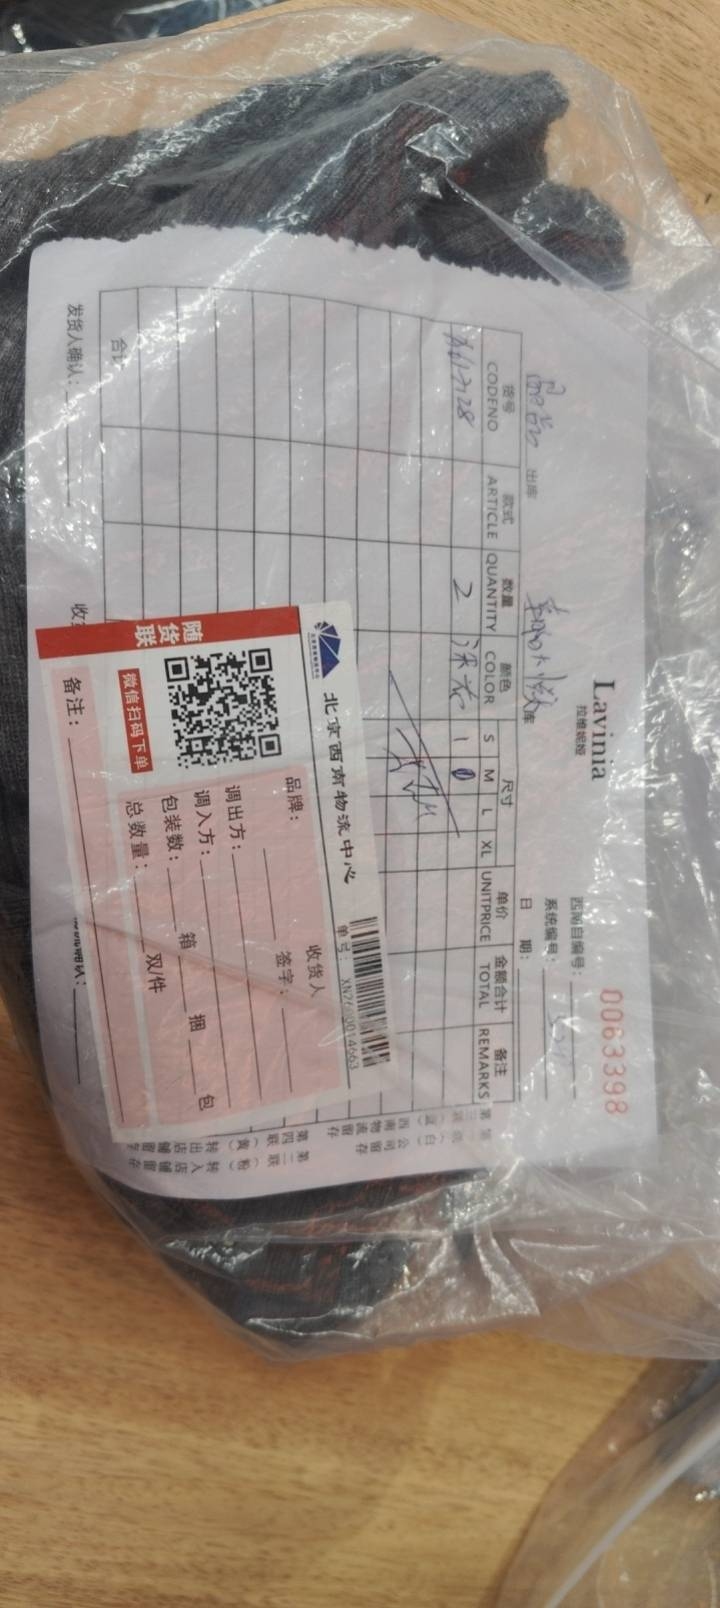 Lavinia
拉维妮娅
0063398
西南自编号：
系统编号：
出库
库
日 期：
货号 款式 数量 颜色 尺寸 单价 金额合计 备注
CODENO ARTICLE QUANTITY COLOR S M L XL UNITPRICE TOTAL REMARKS
2 深灰 1
合计
发货人确认：
随货联
微信扫码下单
北京西南物流中心
单号：XN2600014663
品牌：
收货人
签字：
调出方：
调入方：
包装数： 箱 捆 包
总数量： 双/件
备注：